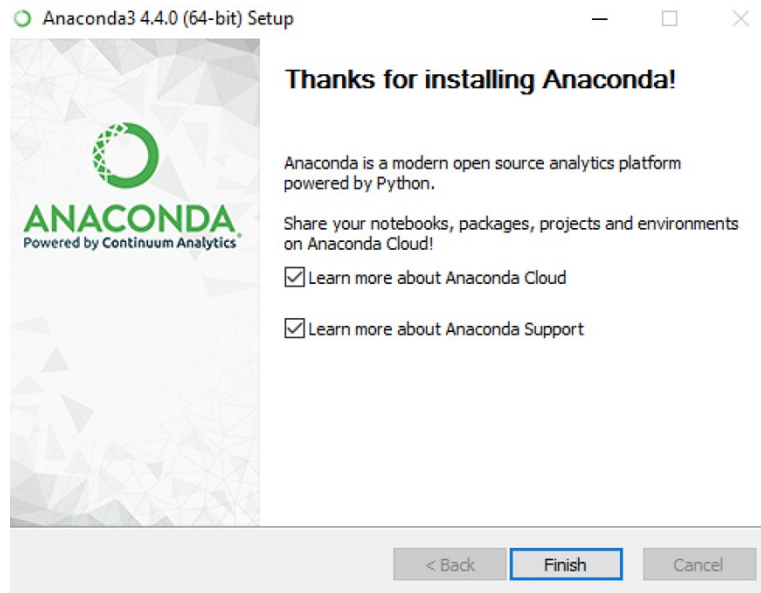 Anaconda3 4.4.0 (64-bit) Setup
Thanks for installing Anaconda!
ANACONDA
Powered by Continuum Analytics
Anaconda is a modern open source analytics platform
powered by Python.
Share your notebooks, packages, projects and environments
on Anaconda Cloud!
Learn more about Anaconda Cloud
Learn more about Anaconda Support
< Back
Finish
Cancel